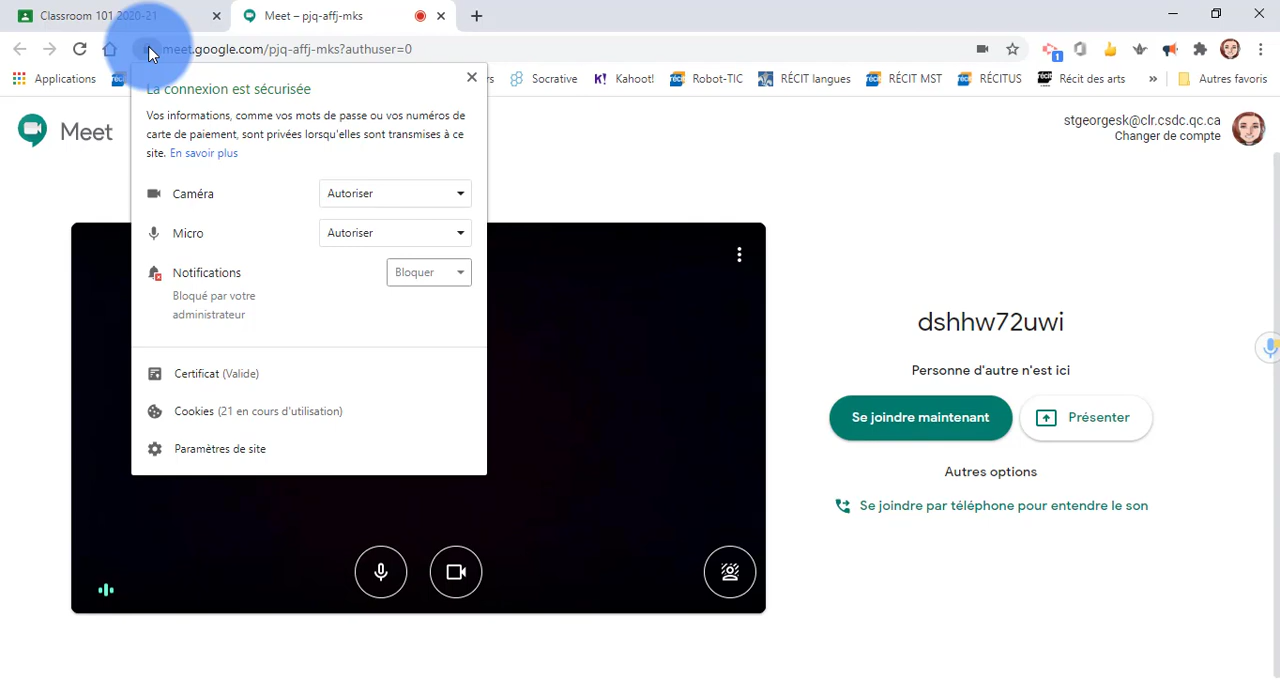 Classroom 101 2020-21
Meet – pjq-affj-mks
meet.google.com/pjq-affj-mks?authuser=0
1
Applications
Socrative
K! Kahoot!
Robot-TIC
RÉCIT langues
RÉCIT MST
RÉCITUS
Récit des arts
»
Autres favoris
Meet
stgeorgesk@clr.csdc.qc.ca
Changer de compte
La connexion est sécurisée
Vos informations, comme vos mots de passe ou vos numéros de
carte de paiement, sont privées lorsqu'elles sont transmises à ce
site. En savoir plus
Caméra Autoriser
Micro Autoriser
Notifications Bloquer
Bloqué par votre
administrateur
Certificat (Valide)
Cookies (21 en cours d'utilisation)
Paramètres de site
dshhw72uwi
Personne d'autre n'est ici
Se joindre maintenant
Présenter
Autres options
Se joindre par téléphone pour entendre le son